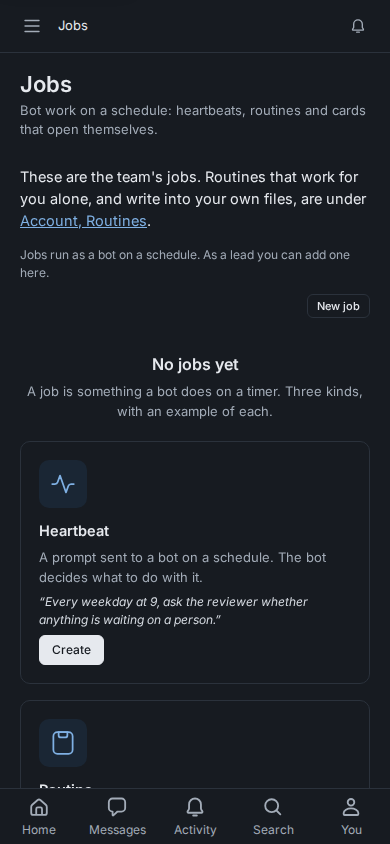 Jobs
Jobs
Bot work on a schedule: heartbeats, routines and cards
that open themselves.
These are the team's jobs. Routines that work for
you alone, and write into your own files, are under
Account, Routines.
Jobs run as a bot on a schedule. As a lead you can add one
here.
New job
No jobs yet
A job is something a bot does on a timer. Three kinds,
with an example of each.
Heartbeat
A prompt sent to a bot on a schedule. The bot
decides what to do with it.
“Every weekday at 9, ask the reviewer whether
anything is waiting on a person.”
Create
Routine
Home Messages Activity Search You